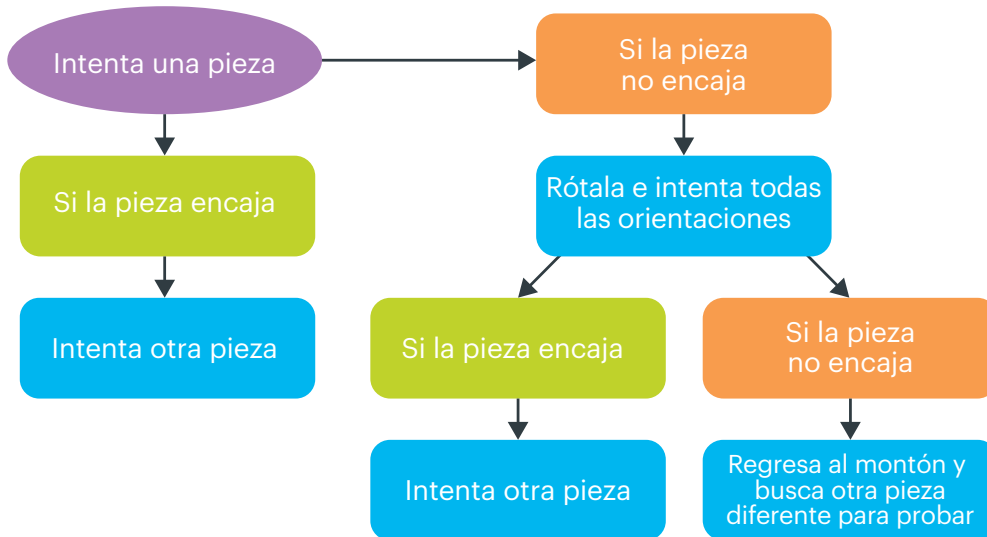 Intenta una pieza
Si la pieza
no encaja
Si la pieza encaja
Rótala e intenta todas
las orientaciones
Intenta otra pieza
Si la pieza encaja
Si la pieza
no encaja
Intenta otra pieza
Regresa al montón y
busca otra pieza
diferente para probar